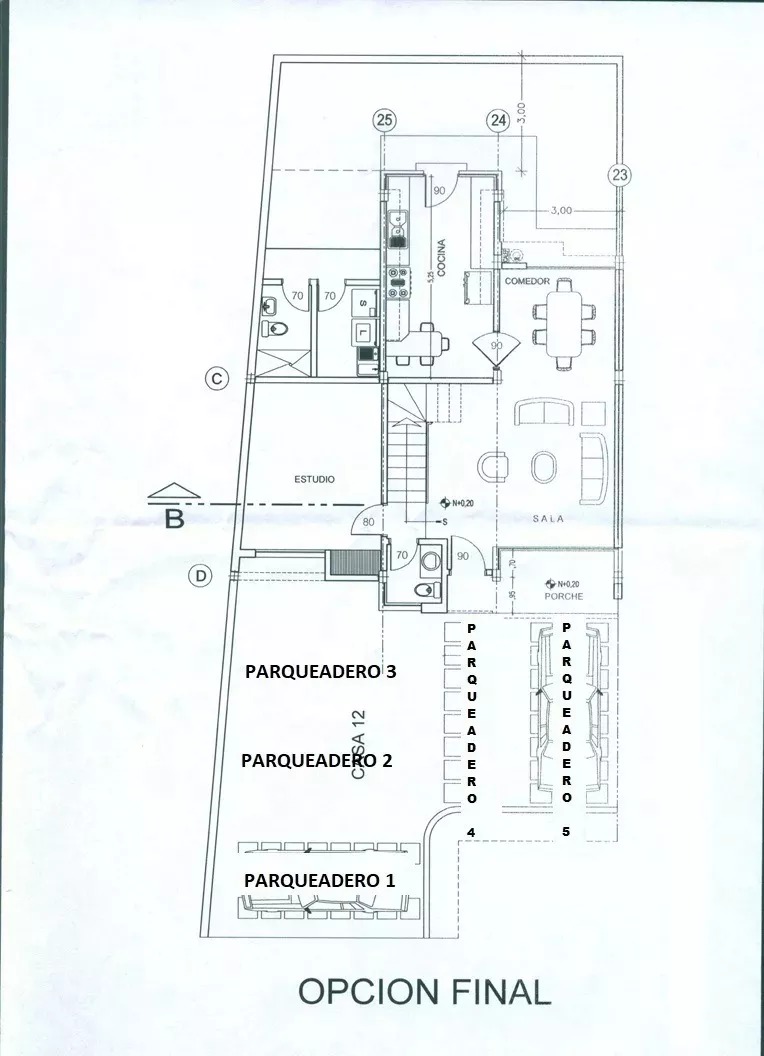 3,00
25
24
23
90
3,00
COCINA
5,25
COMEDOR
70
70
S
L
90
C
ESTUDIO
N+0,20
B
S
SALA
80
70
90
D
,70
N+0,20
,95
PORCHE
PARQUEADERO 3
CASA 12
PARQUEADERO 2
PARQUEADERO 4
PARQUEADERO 5
PARQUEADERO 1
OPCION FINAL